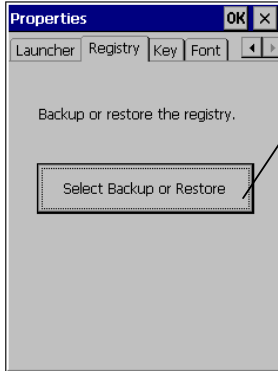 Properties OK ×
Launcher Registry Key Font
Backup or restore the registry.
Select Backup or Restore